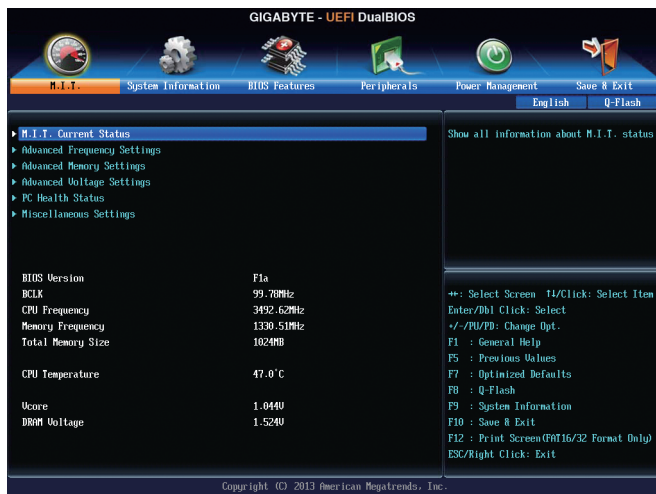 GIGABYTE - UEFI DualBIOS
M.I.T. System Information BIOS Features Peripherals Power Management Save & Exit
English Q-Flash
M.I.T. Current Status
Advanced Frequency Settings
Advanced Memory Settings
Advanced Voltage Settings
PC Health Status
Miscellaneous Settings
BIOS Version F1a
BCLK 99.78MHz
CPU Frequency 3492.62MHz
Memory Frequency 1330.51MHz
Total Memory Size 1024MB
CPU Temperature 47.0°C
Vcore 1.044V
DRAM Voltage 1.524V
Show all information about M.I.T. status
→←: Select Screen ↑↓/Click: Select Item
Enter/Dbl Click: Select
+/-/PU/PD: Change Opt.
F1 : General Help
F5 : Previous Values
F7 : Optimized Defaults
F8 : Q-Flash
F9 : System Information
F10 : Save & Exit
F12 : Print Screen(FAT16/32 Format Only)
ESC/Right Click: Exit
Copyright (C) 2013 American Megatrends, Inc.